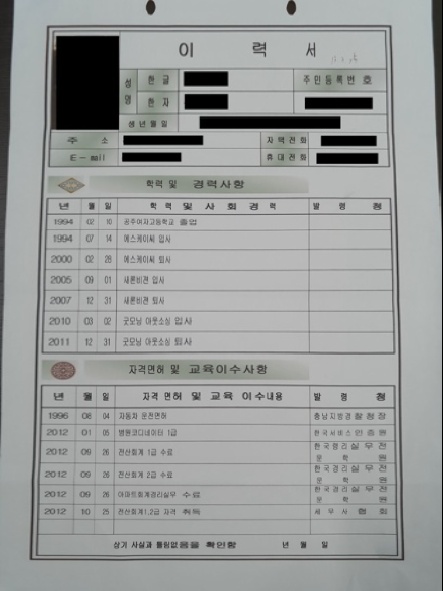 이 력 서
성 명 한 글 주 민 등 록 번 호
한 자
생 년 월 일
주 소 자 택 전 화
E - mail 휴 대 전 화
학력 및 경력사항
년 월 일 학 력 및 사 회 경 력 발 령 청
1994 02 10 공주여자고등학교 졸업
1994 07 14 에스케이씨 입사
2000 02 28 에스케이씨 퇴사
2005 09 01 새론비젼 입사
2007 12 31 새론비젼 퇴사
2010 03 02 굿모닝 아웃소싱 입사
2011 12 31 굿모닝 아웃소싱 퇴사
자격면허 및 교육이수사항
년 월 일 자격 면허 및 교육 이수내용 발 령 청
1996 08 04 자동차 운전면허 충남지방경찰청장
2012 01 05 병원코디네이터 1급 한국서비스인증원
2012 09 26 전산회계 1급 수료 한국경리실무전문학원
2012 06 26 전산회계 2급 수료 한국경리실무전문학원
2012 09 26 아파트회계경리실무 수료 한국경리실무전문학원
2012 10 25 전산회계1,2급 자격 취득 세무사협회
상기 사실과 틀림없음을 확인함 년 월 일